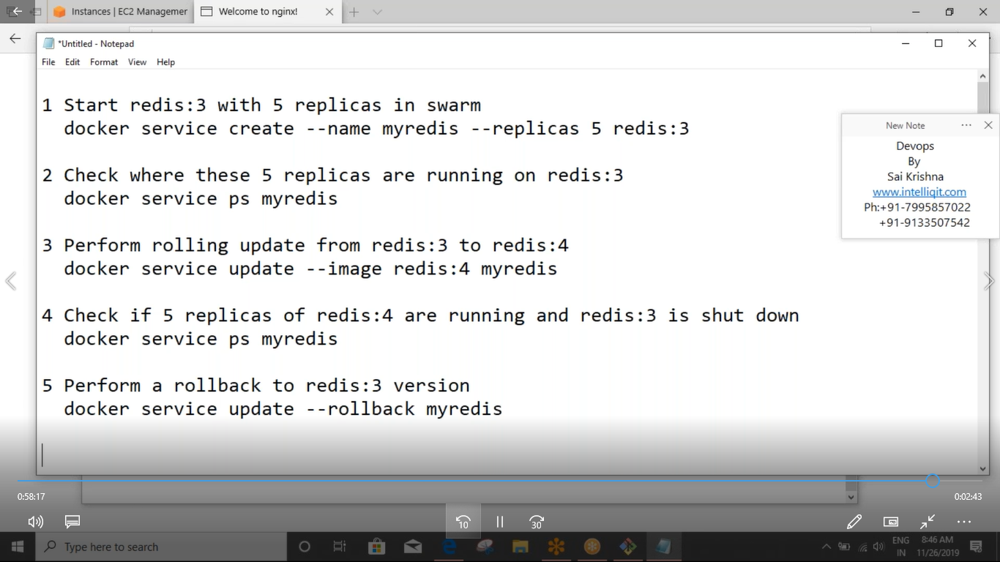 Instances | EC2 Managemer
Welcome to nginx!
*Untitled - Notepad
File Edit Format View Help
1 Start redis:3 with 5 replicas in swarm
docker service create --name myredis --replicas 5 redis:3
2 Check where these 5 replicas are running on redis:3
docker service ps myredis
3 Perform rolling update from redis:3 to redis:4
docker service update --image redis:4 myredis
4 Check if 5 replicas of redis:4 are running and redis:3 is shut down
docker service ps myredis
5 Perform a rollback to redis:3 version
docker service update --rollback myredis
New Note
Devops
By
Sai Krishna
www.intelliqit.com
Ph:+91-7995857022
+91-9133507542
0:58:17
0:02:43
10
30
Type here to search
ENG
IN
8:46 AM
11/26/2019